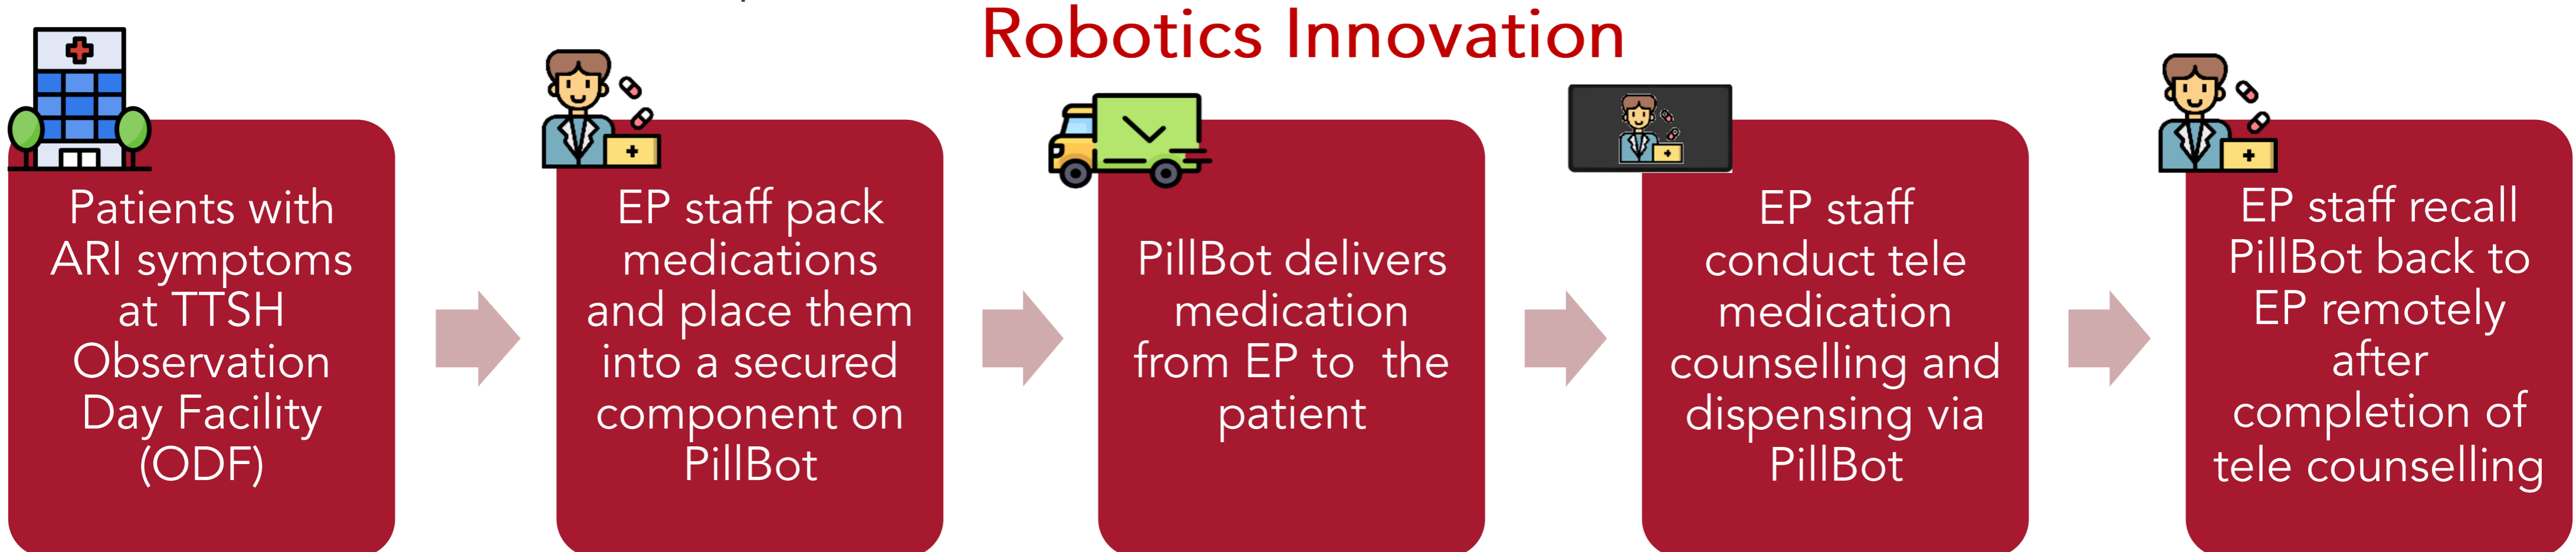 Robotics Innovation
Patients with
ARI symptoms
at TTSH
Observation
Day Facility
(ODF)
EP staff pack
medications
and place them
into a secured
component on
PillBot
PillBot delivers
medication
from EP to the
patient
EP staff
conduct tele
medication
counselling and
dispensing via
PillBot
EP staff recall
PillBot back to
EP remotely
after
completion of
tele counselling